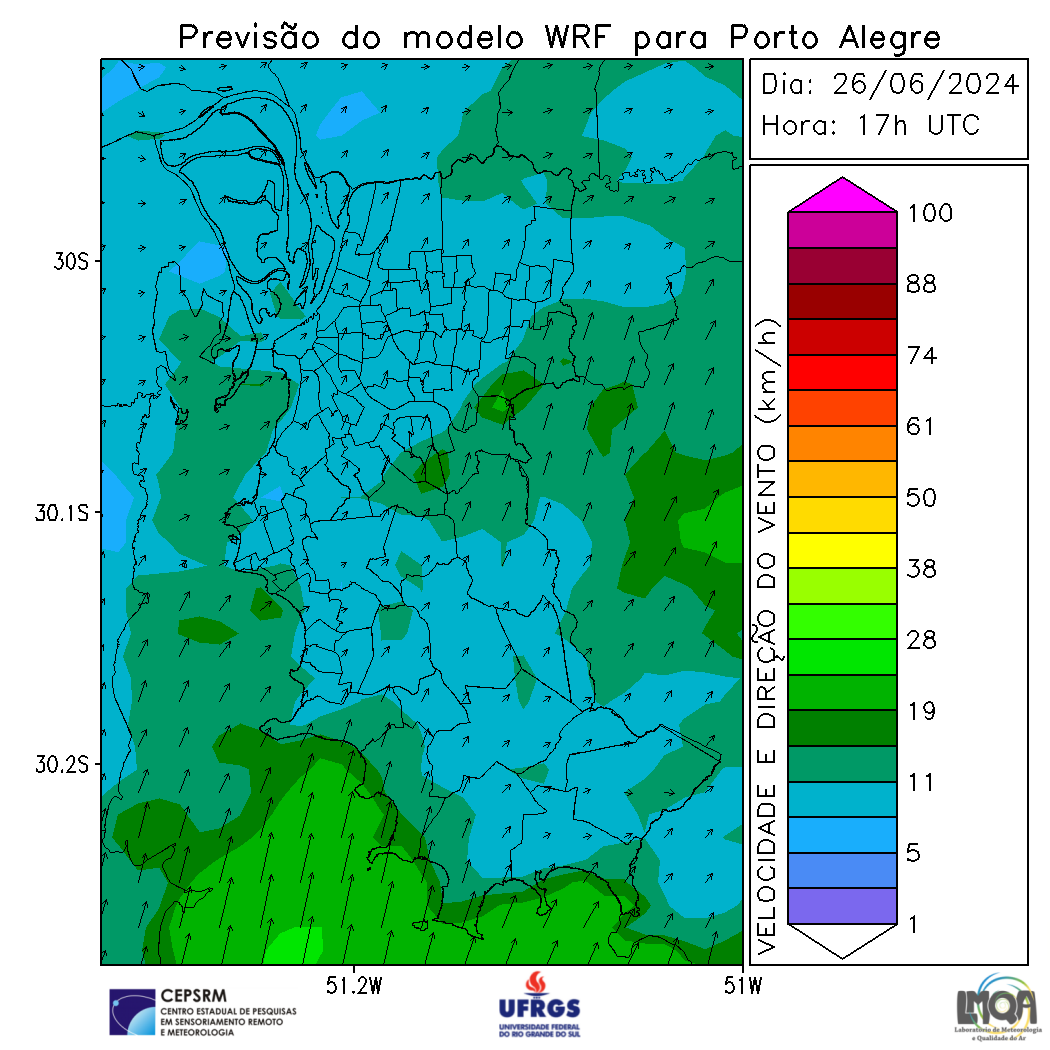 Previsão do modelo WRF para Porto Alegre
Dia: 26/06/2024
Hora: 17h UTC
30S
30.1S
30.2S
51.2W
51W
VELOCIDADE E DIREÇÃO DO VENTO (km/h)
100
88
74
61
50
38
28
19
11
5
1
CEPSRM
CENTRO ESTADUAL DE PESQUISAS
EM SENSORIAMENTO REMOTO
E METEOROLOGIA
UFRGS
UNIVERSIDADE FEDERAL
DO RIO GRANDE DO SUL
LMQA
Laboratório de Meteorologia
e Qualidade do Ar